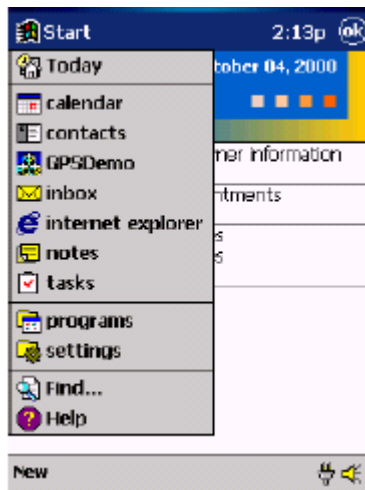 Start 2:13p ok
Today
tober 04, 2000
calendar
contacts
ner information
GPSDemo
inbox
ntments
internet explorer
s
notes
s
tasks
programs
settings
Find...
Help
New